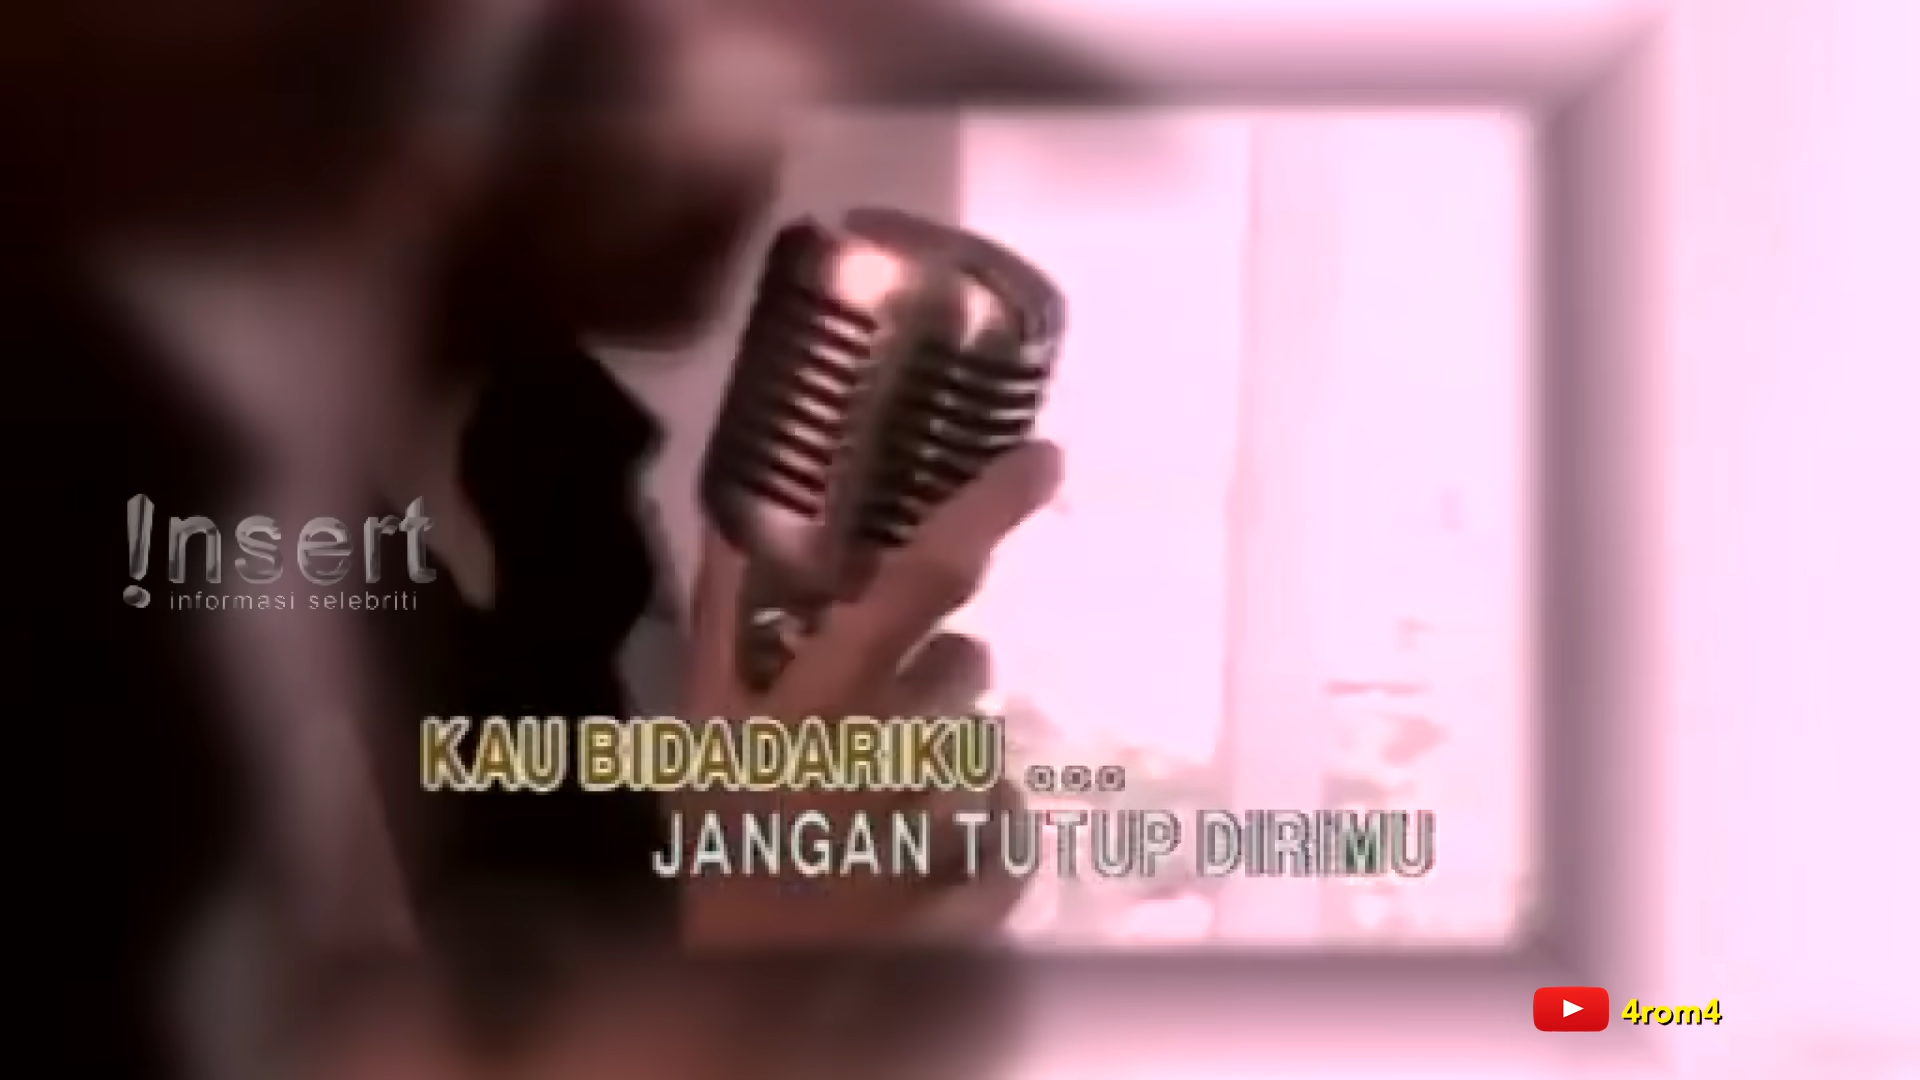 !nsert
informasi selebriti
KAU BIDADARIKU ...
JANGAN TUTUP DIRIMU
4rom4